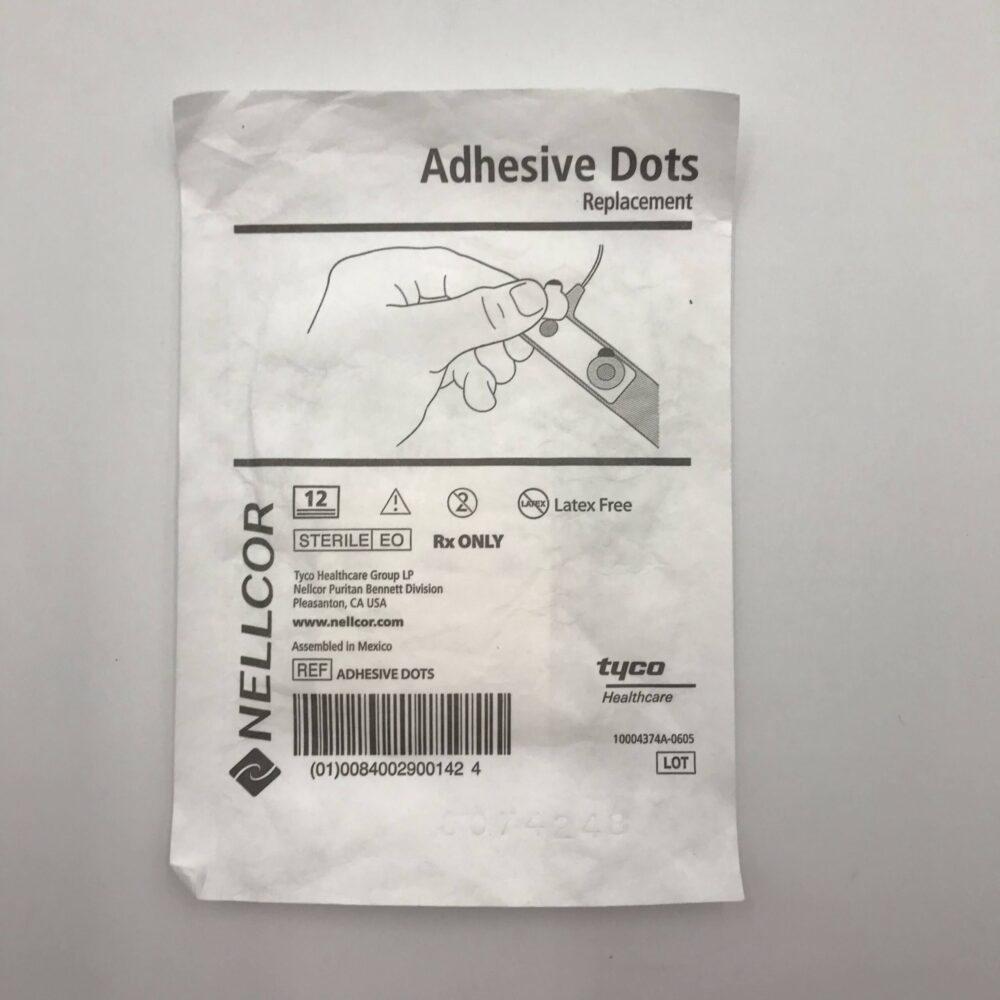 Adhesive Dots
Replacement
12
2
LATEX
Latex Free
STERILE EO
Rx ONLY
Tyco Healthcare Group LP
Nellcor Puritan Bennett Division
Pleasanton, CA USA
www.nellcor.com
Assembled in Mexico
REF ADHESIVE DOTS
(01)0084002900142 4
NELLCOR
tyco
Healthcare
10004374A-0605
LOT